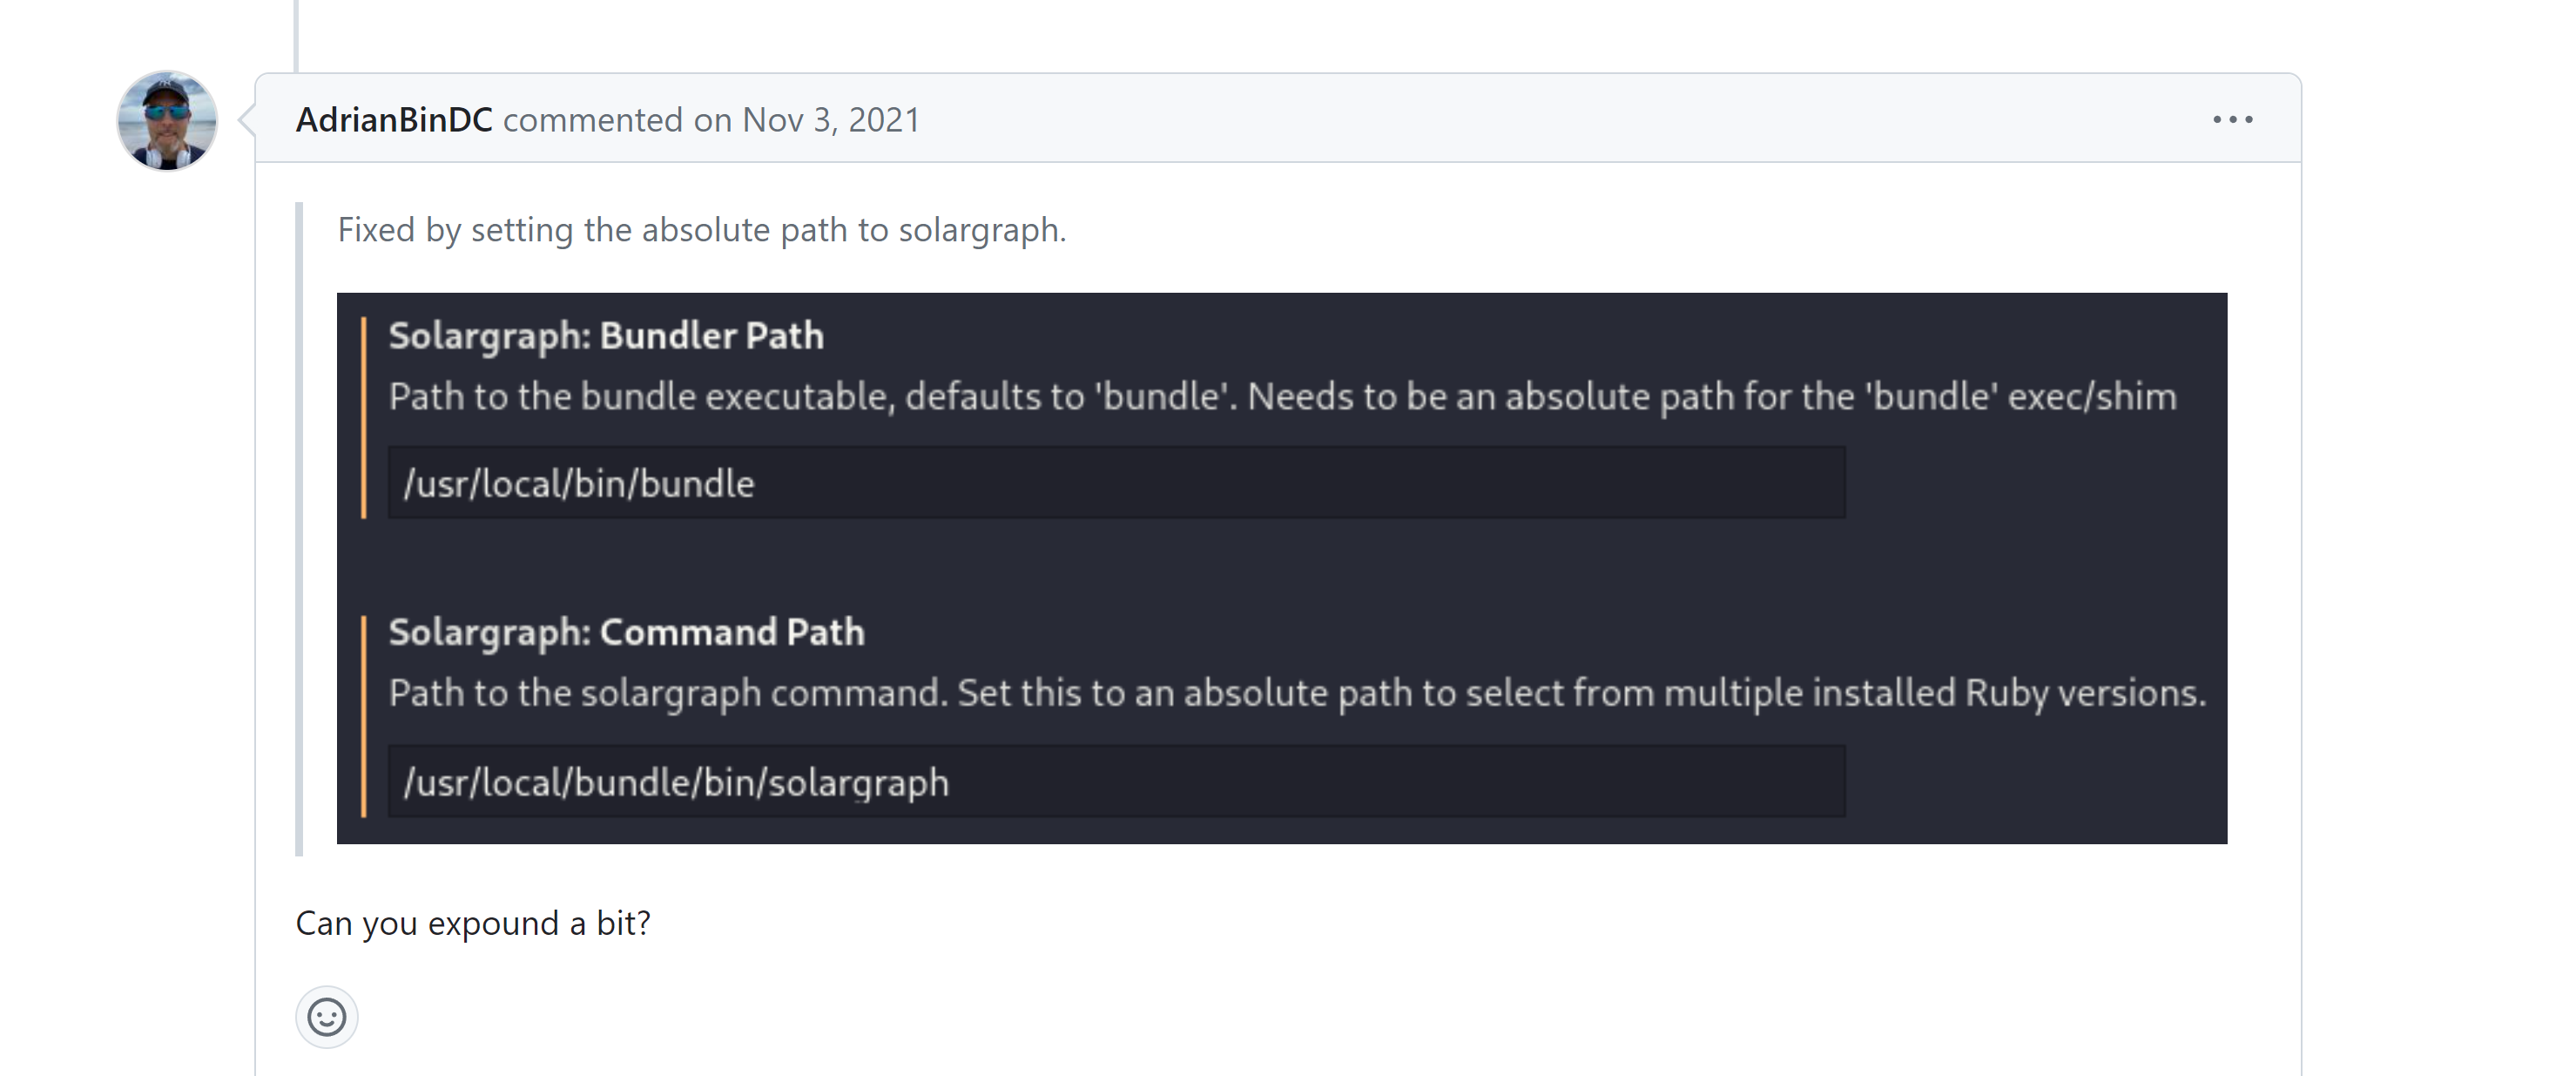 AdrianBinDC commented on Nov 3, 2021
Fixed by setting the absolute path to solargraph.
Solargraph: Bundler Path
Path to the bundle executable, defaults to 'bundle'. Needs to be an absolute path for the 'bundle' exec/shim
/usr/local/bin/bundle
Solargraph: Command Path
Path to the solargraph command. Set this to an absolute path to select from multiple installed Ruby versions.
/usr/local/bundle/bin/solargraph
Can you expound a bit?